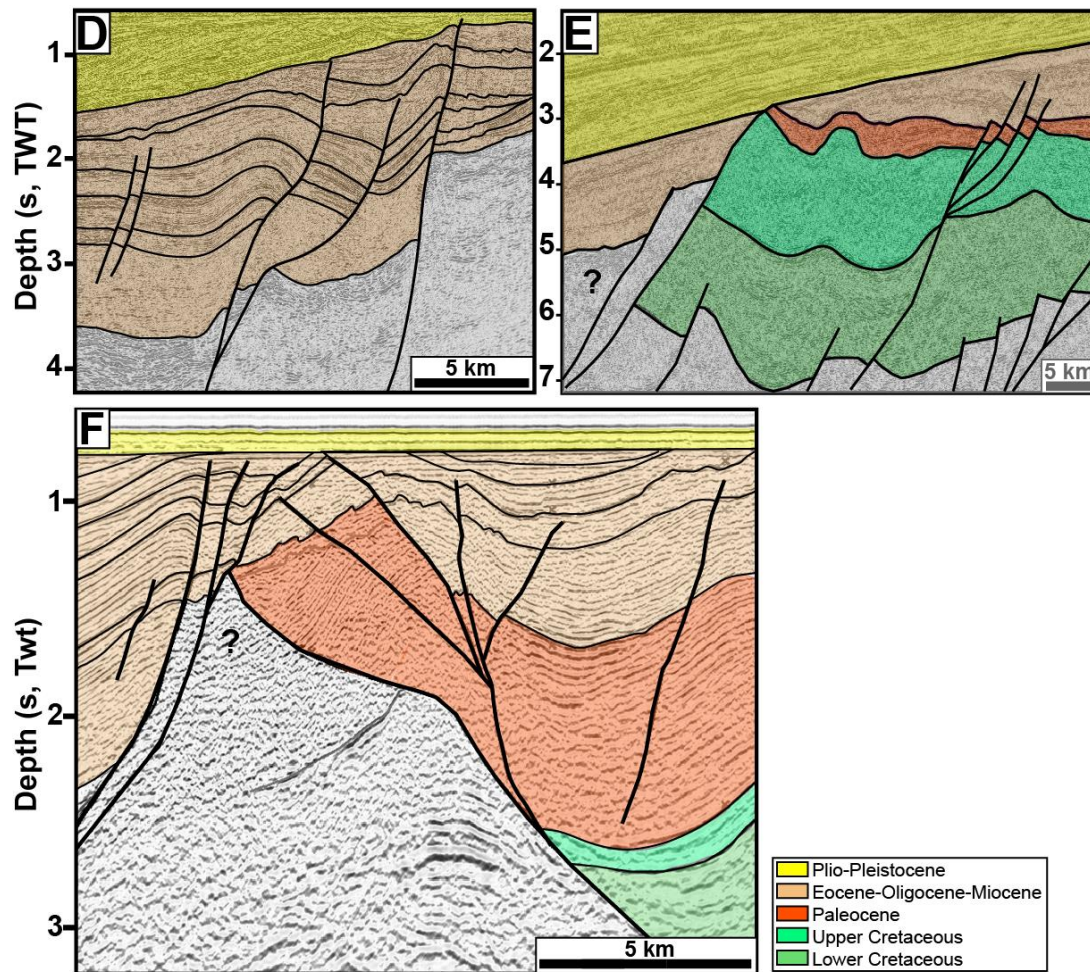 D
Depth (s, TWT)
1
2
3
4
5 km
E
2
3
4
5
6
7
?
5 km
F
Depth (s, Twt)
1
2
3
?
5 km
Plio-Pleistocene
Eocene-Oligocene-Miocene
Paleocene
Upper Cretaceous
Lower Cretaceous